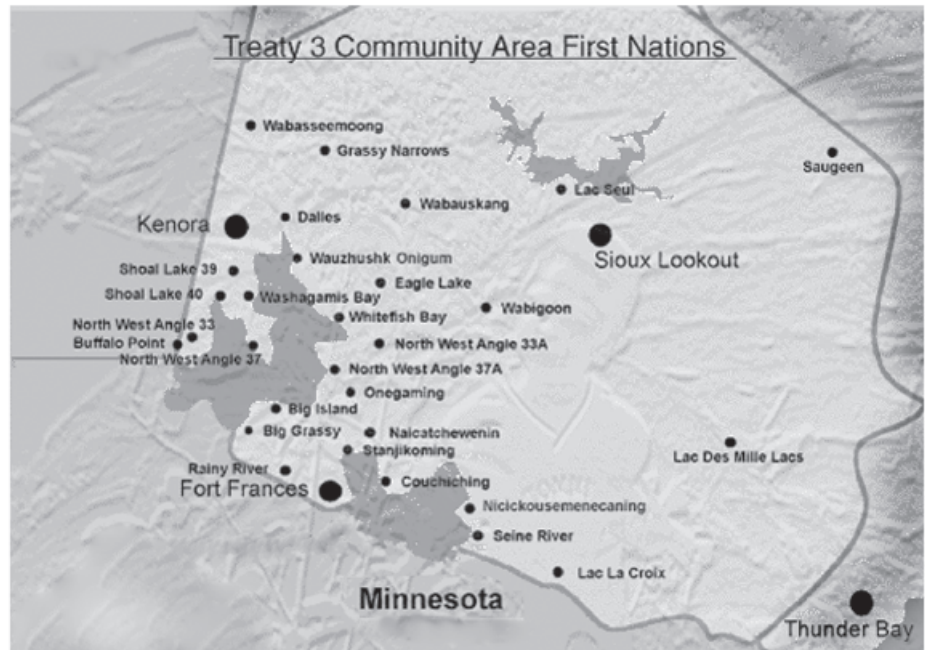 Treaty 3 Community Area First Nations
Wabasseemoong
Grassy Narrows
Saugeen
Lac Seul
Wabauskang
Dalles
Kenora
Sioux Lookout
Wauzhushk Onigum
Shoal Lake 39
Eagle Lake
Shoal Lake 40
Washagamis Bay
Wabigoon
Whitefish Bay
North West Angle 33
Buffalo Point
North West Angle 33A
North West Angle 37
North West Angle 37A
Onegaming
Big Island
Big Grassy
Naicatchewenin
Stanjikoming
Lac Des Mille Lacs
Rainy River
Couchiching
Fort Frances
Nicickousemenecaning
Seine River
Lac La Croix
Minnesota
Thunder Bay